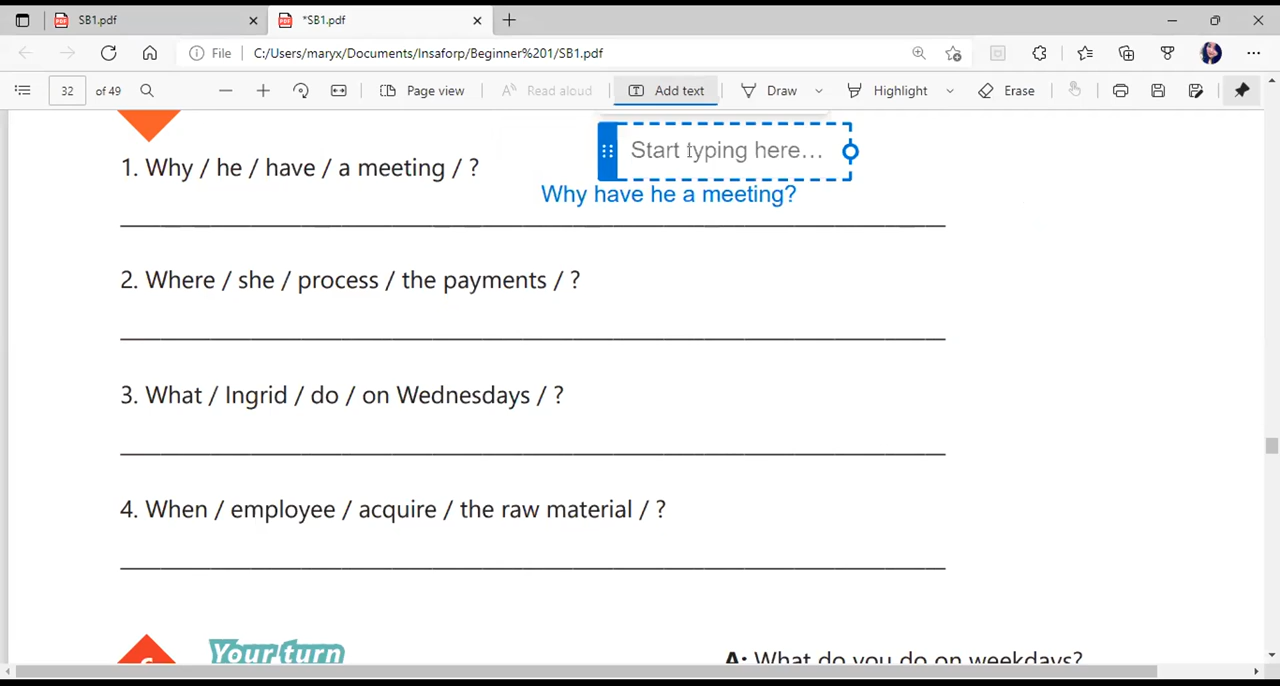 SB1.pdf
*SB1.pdf
File
C:/Users/maryx/Documents/Insaforp/Beginner%201/SB1.pdf
32 of 49
Page view
Read aloud
Add text
Draw
Highlight
Erase
Start typing here...
1. Why / he / have / a meeting / ?
Why have he a meeting?
2. Where / she / process / the payments / ?
3. What / Ingrid / do / on Wednesdays / ?
4. When / employee / acquire / the raw material / ?
Your turn
A: What do you do on weekdays?